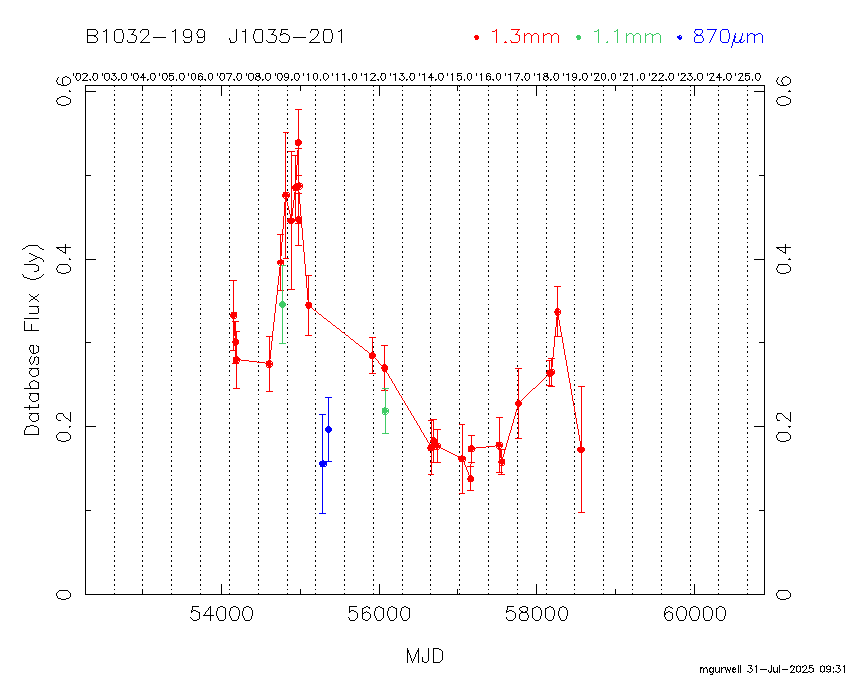 B1032-199 J1035-201 1.3mm 1.1mm 870μm
'02.0 '03.0 '04.0 '05.0 '06.0 '07.0 '08.0 '09.0 '10.0 '11.0 '12.0 '13.0 '14.0 '15.0 '16.0 '17.0 '18.0 '19.0 '20.0 '21.0 '22.0 '23.0 '24.0 '25.0
0.6 0.6
0.4 0.4
Database Flux (Jy)
0.2 0.2
0 0
54000 56000 58000 60000
MJD
mgurwell 31-Jul-2025 09:31